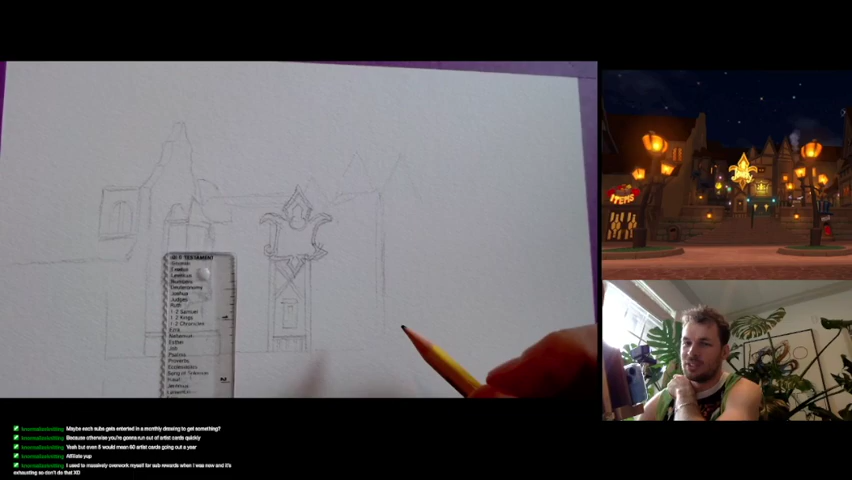 TESTAMENT
Genesis
Exodus
Leviticus
Numbers
Deuteronomy
Joshua
Judges
Ruth
1 2 Samuel
1 2 Kings
1 2 Chronicles
Ezra
Nehemiah
Esther
Job
Psalms
Proverbs
Ecclesiastes
Song of Solomon
Isaiah
Jeremiah
1
2
ITEMS
Maybe each subs gets entered in a monthly drawing to get something?
Because otherwise you're gonna run out of artist cards quickly
Yeah but even 5 would mean 60 artist cards going out a year
Affiliate yup
I used to massively overwork myself for sub rewards when I was new and it's
exhausting so don't do that XD